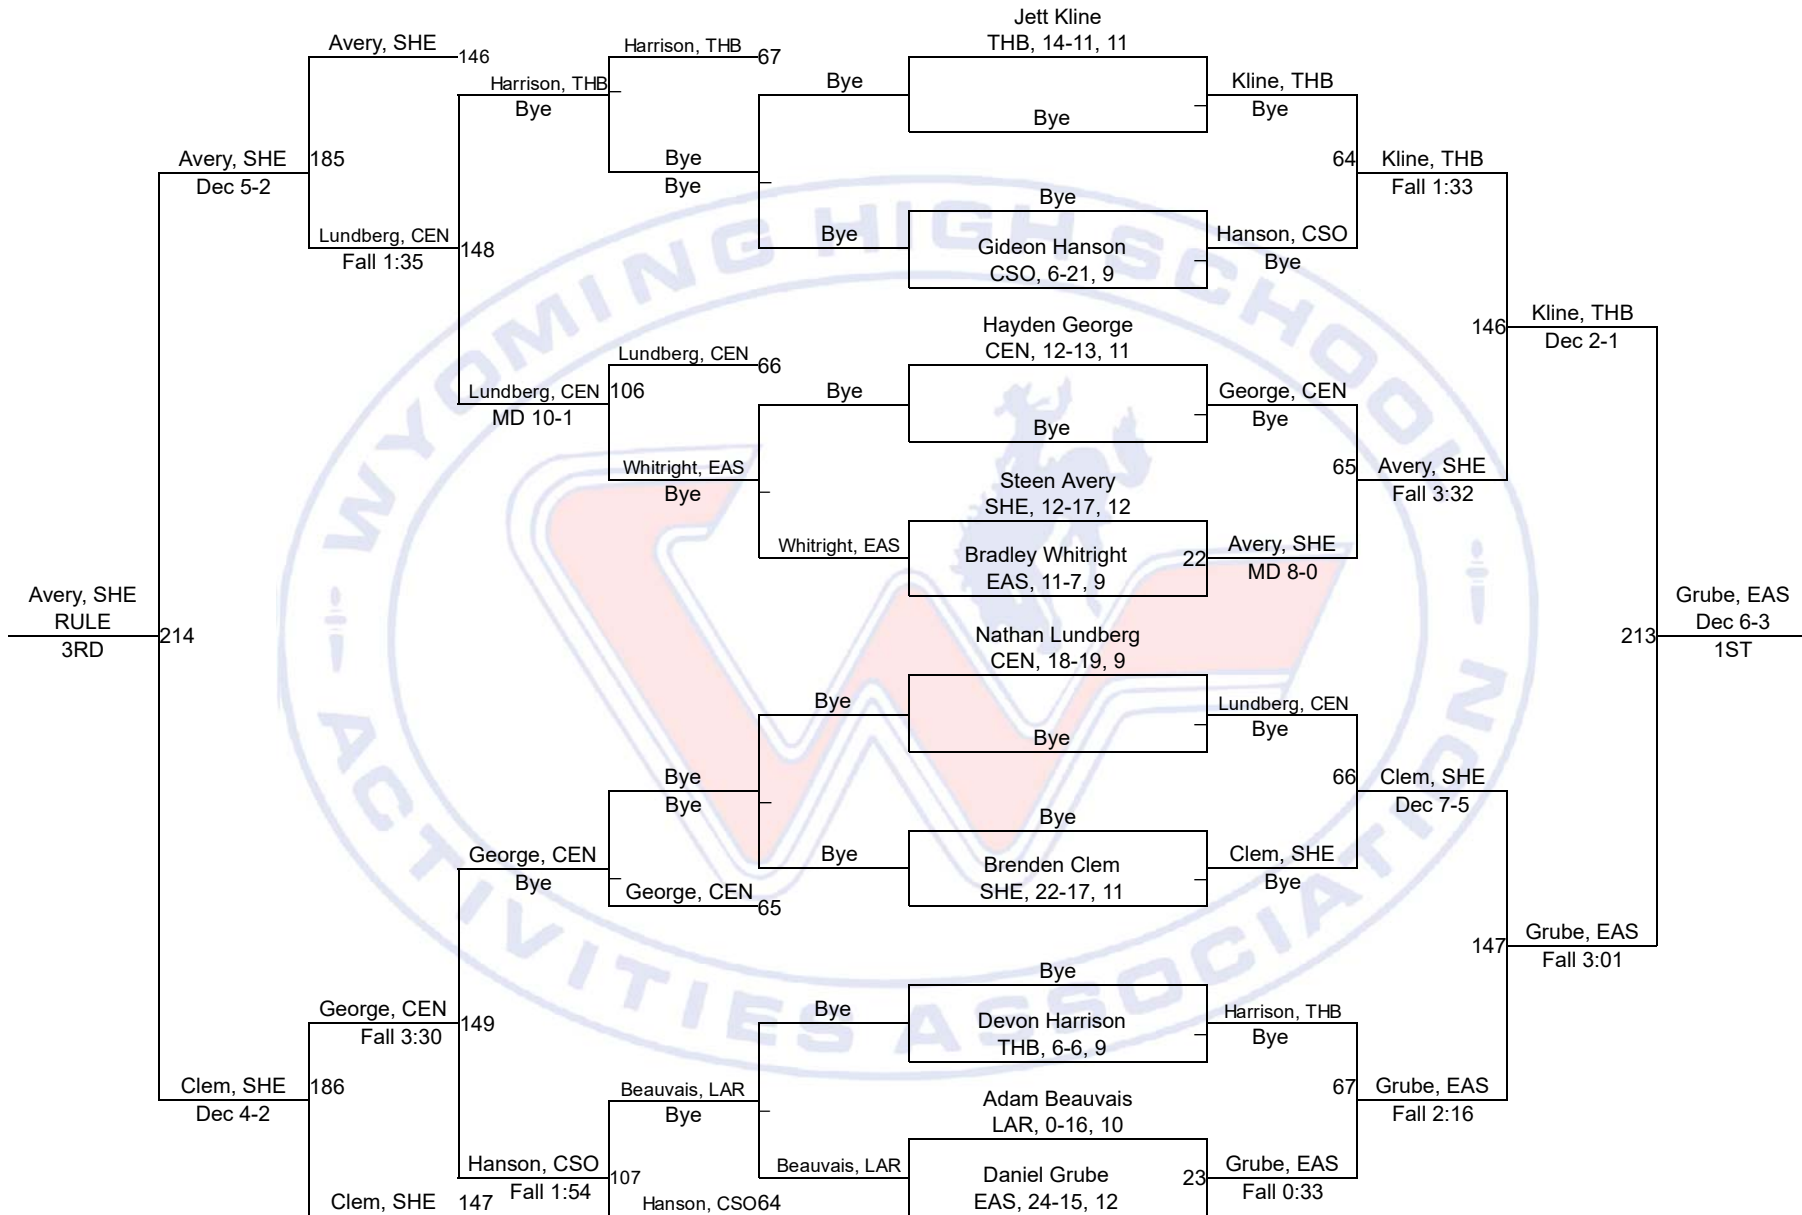 Jett Kline
THB, 14-11, 11
Avery, SHE
146
Harrison, THB
67
Harrison, THB
Bye
Bye
Kline, THB
Bye
Bye
Avery, SHE
185
Dec 5-2
Bye
Bye
64
Kline, THB
Fall 1:33
Bye
Lundberg, CEN
148
Fall 1:35
Bye
Gideon Hanson
CSO, 6-21, 9
Hanson, CSO
Bye
Hayden George
CEN, 12-13, 11
146
Kline, THB
Dec 2-1
Lundberg, CEN
66
Lundberg, CEN
106
MD 10-1
Bye
George, CEN
Bye
Bye
Whitright, EAS
Bye
Steen Avery
SHE, 12-17, 12
65
Avery, SHE
Fall 3:32
Whitright, EAS
Bradley Whitright
EAS, 11-7, 9
22
Avery, SHE
MD 8-0
Avery, SHE
RULE
3RD
214
Nathan Lundberg
CEN, 18-19, 9
213
Grube, EAS
Dec 6-3
1ST
Bye
Lundberg, CEN
Bye
Bye
Bye
Bye
66
Clem, SHE
Dec 7-5
Bye
George, CEN
Bye
Bye
Brenden Clem
SHE, 22-17, 11
Clem, SHE
Bye
George, CEN
65
147
Grube, EAS
Fall 3:01
Bye
George, CEN
149
Fall 3:30
Bye
Devon Harrison
THB, 6-6, 9
Harrison, THB
Bye
Clem, SHE
186
Dec 4-2
Beauvais, LAR
Bye
Adam Beauvais
LAR, 0-16, 10
67
Grube, EAS
Fall 2:16
Hanson, CSO
107
Fall 1:54
Beauvais, LAR
Daniel Grube
EAS, 24-15, 12
23
Grube, EAS
Fall 0:33
Clem, SHE
147
Hanson, CSO
64
WYOMING HIGH SCHOOL
ACTIVITIES ASSOCIATION